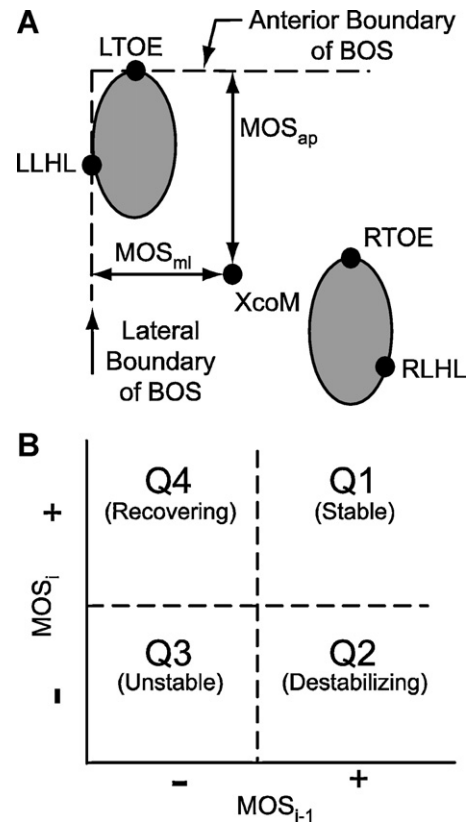 A
LTOE
Anterior Boundary
of BOS
MOSap
LLHL
MOSml
XcoM
RTOE
RLHL
Lateral
Boundary
of BOS
B
+
Q4
(Recovering)
Q1
(Stable)
MOSi
-
Q3
(Unstable)
Q2
(Destabilizing)
- +
MOSi-1